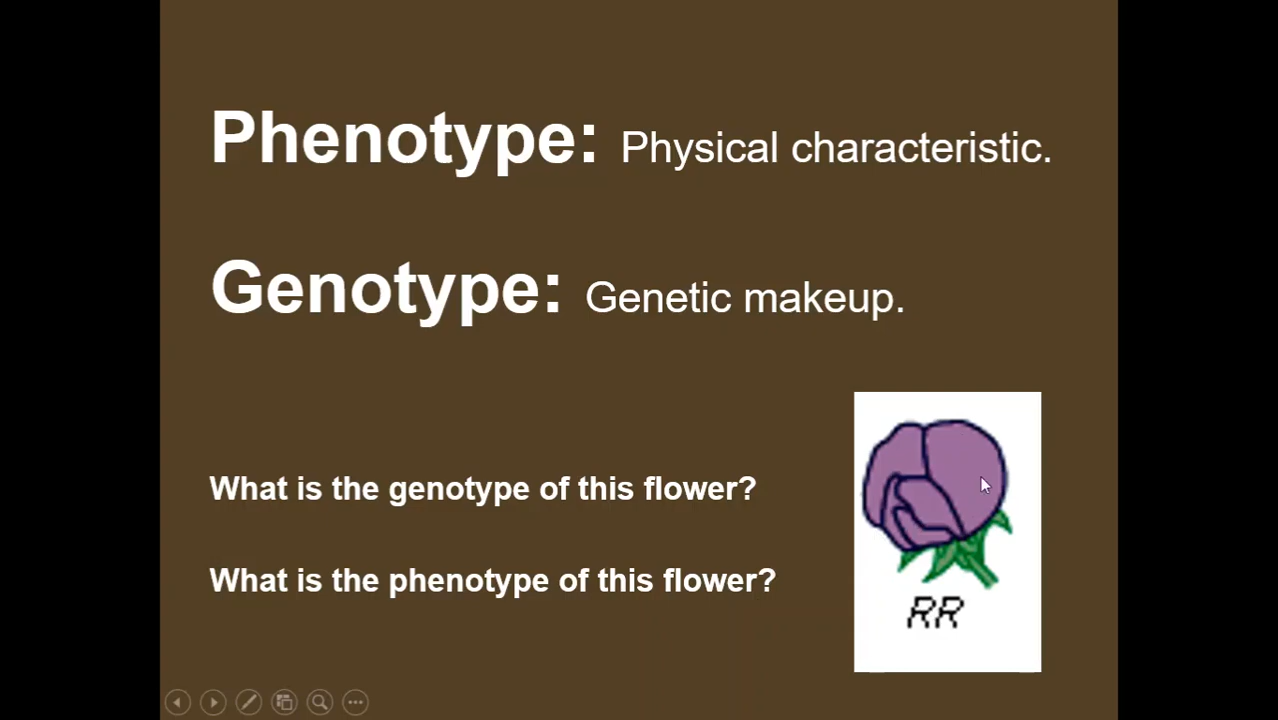 Phenotype: Physical characteristic.
Genotype: Genetic makeup.
What is the genotype of this flower?
What is the phenotype of this flower?
RR